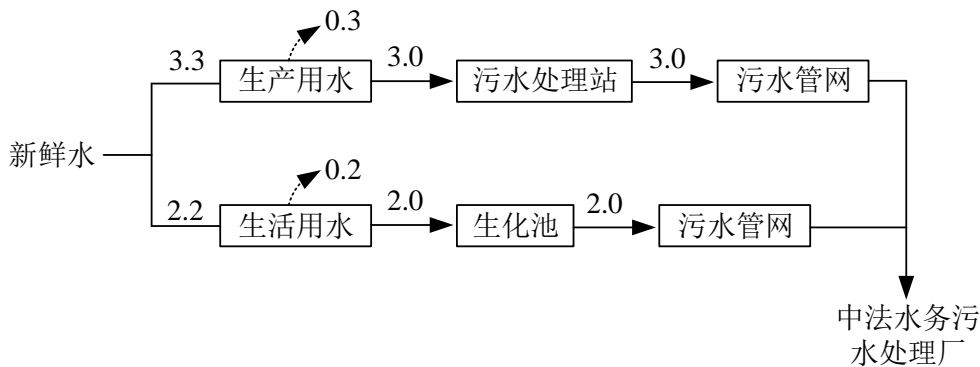 0.3
3.3
生产用水
3.0
污水处理站
3.0
污水管网
新鲜水
0.2
2.2
生活用水
2.0
生化池
2.0
污水管网
中法水务污
水处理厂